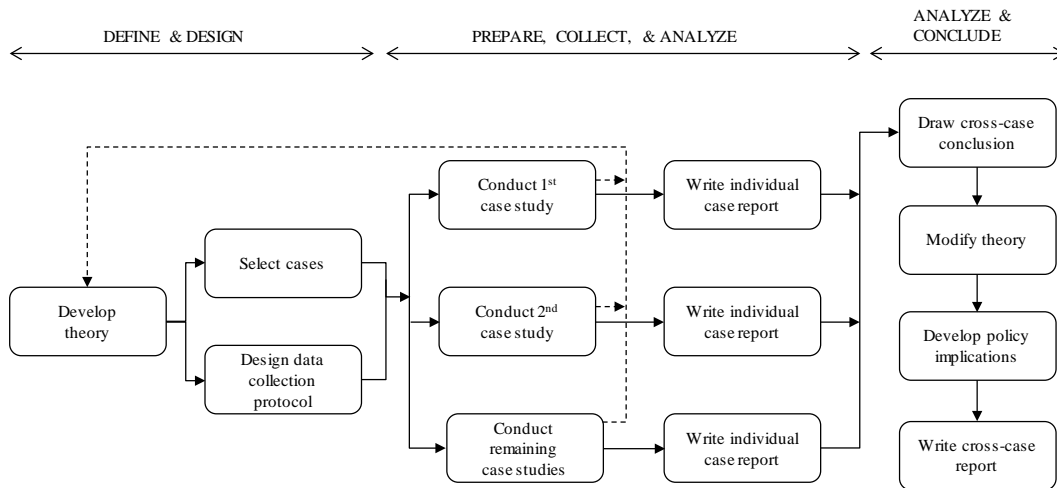 DEFINE & DESIGN
PREPARE, COLLECT, & ANALYZE
ANALYZE &
CONCLUDE
Develop
theory
Select cases
Design data
collection
protocol
Conduct 1st
case study
Conduct 2nd
case study
Conduct
remaining
case studies
Write individual
case report
Write individual
case report
Write individual
case report
Draw cross-case
conclusion
Modify theory
Develop policy
implications
Write cross-case
report